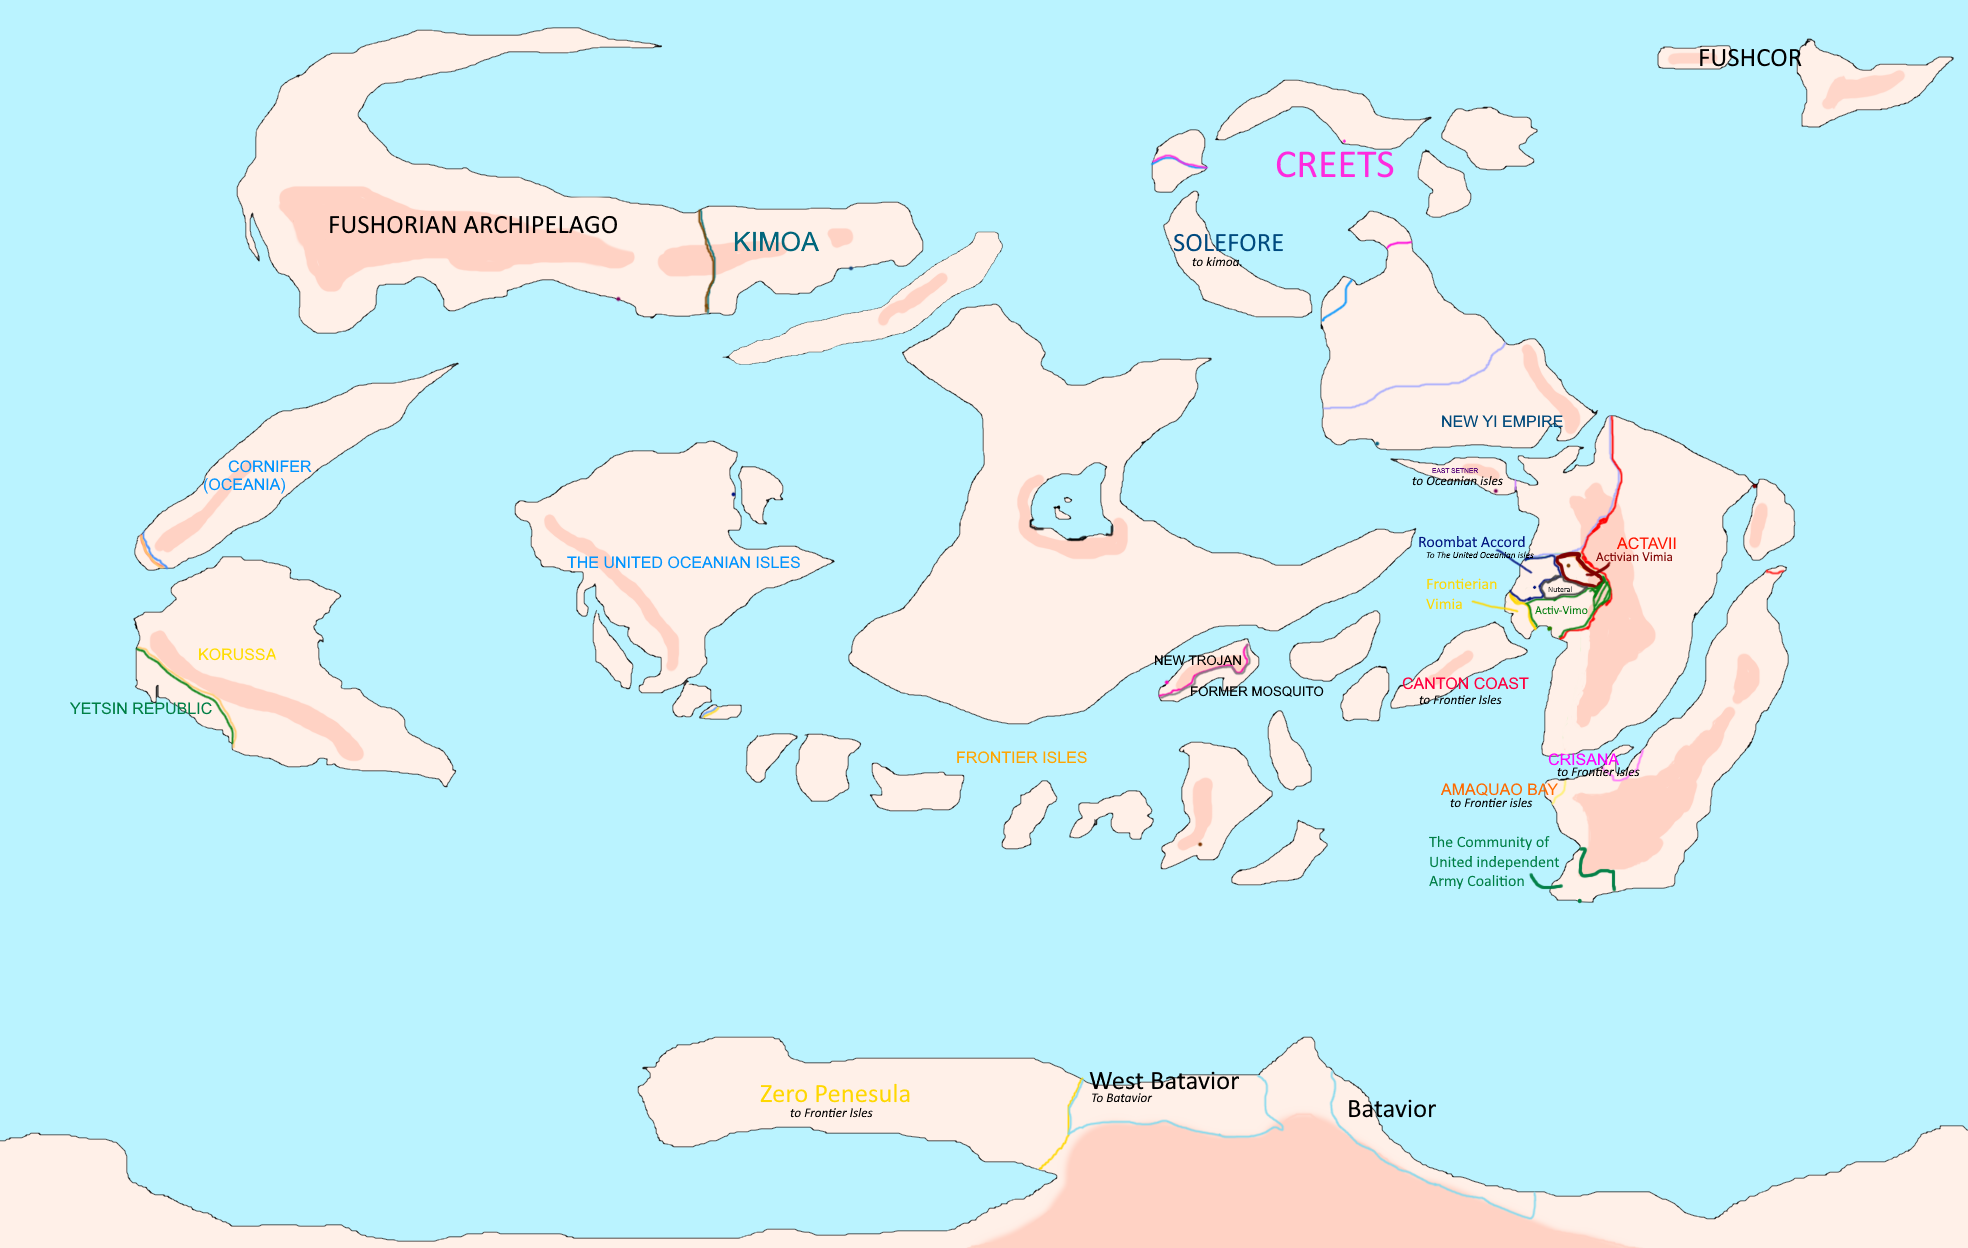 FUSHCOR
CREETS
FUSHORIAN ARCHIPELAGO
KIMOA
SOLEFORE
to kimoa
NEW YI EMPIRE
CORNIFER
(OCEANIA)
EAST SETNER
to Oceanian isles
THE UNITED OCEANIAN ISLES
Roombat Accord
To The United Oceanian isles
ACTAVII
Activian Vimia
Frontierian
Vimia
Nuteral
Activ-Vimo
KORUSSA
YETSIN REPUBLIC
NEW TROJAN
FORMER MOSQUITO
CANTON COAST
to Frontier Isles
FRONTIER ISLES
CRISANA
to Frontier Isles
AMAQUAO BAY
to Frontier isles
The Community of
United independent
Army Coalition
Zero Penesula
to Frontier Isles
West Batavior
To Batavior
Batavior